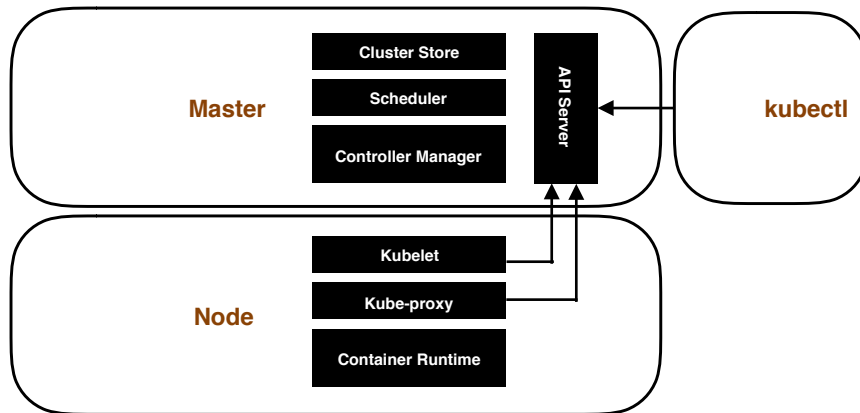 Master
Cluster Store
Scheduler
Controller Manager
API Server
kubectl
Node
Kubelet
Kube-proxy
Container Runtime